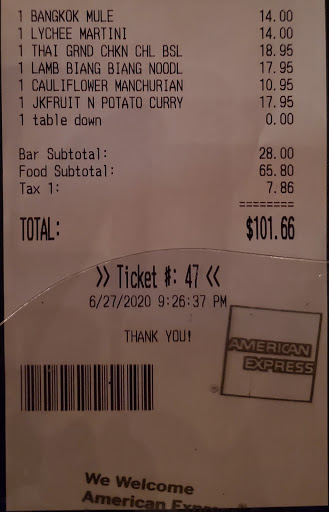 1 BANGKOK MULE 14.00
1 LYCHEE MARTINI 14.00
1 THAI GRND CHKN CHL BSL 18.95
1 LAMB BIANG BIANG NOODL 17.95
1 CAULIFLOWER MANCHURIAN 10.95
1 JKFRUIT N POTATO CURRY 17.95
1 table down 0.00
Bar Subtotal: 28.00
Food Subtotal: 65.80
Tax 1: 7.86
========
TOTAL: $101.66
>> Ticket #: 47 <<
6/27/2020 9:26:37 PM
THANK YOU!
AMERICAN
EXPRESS
®
We Welcome
American